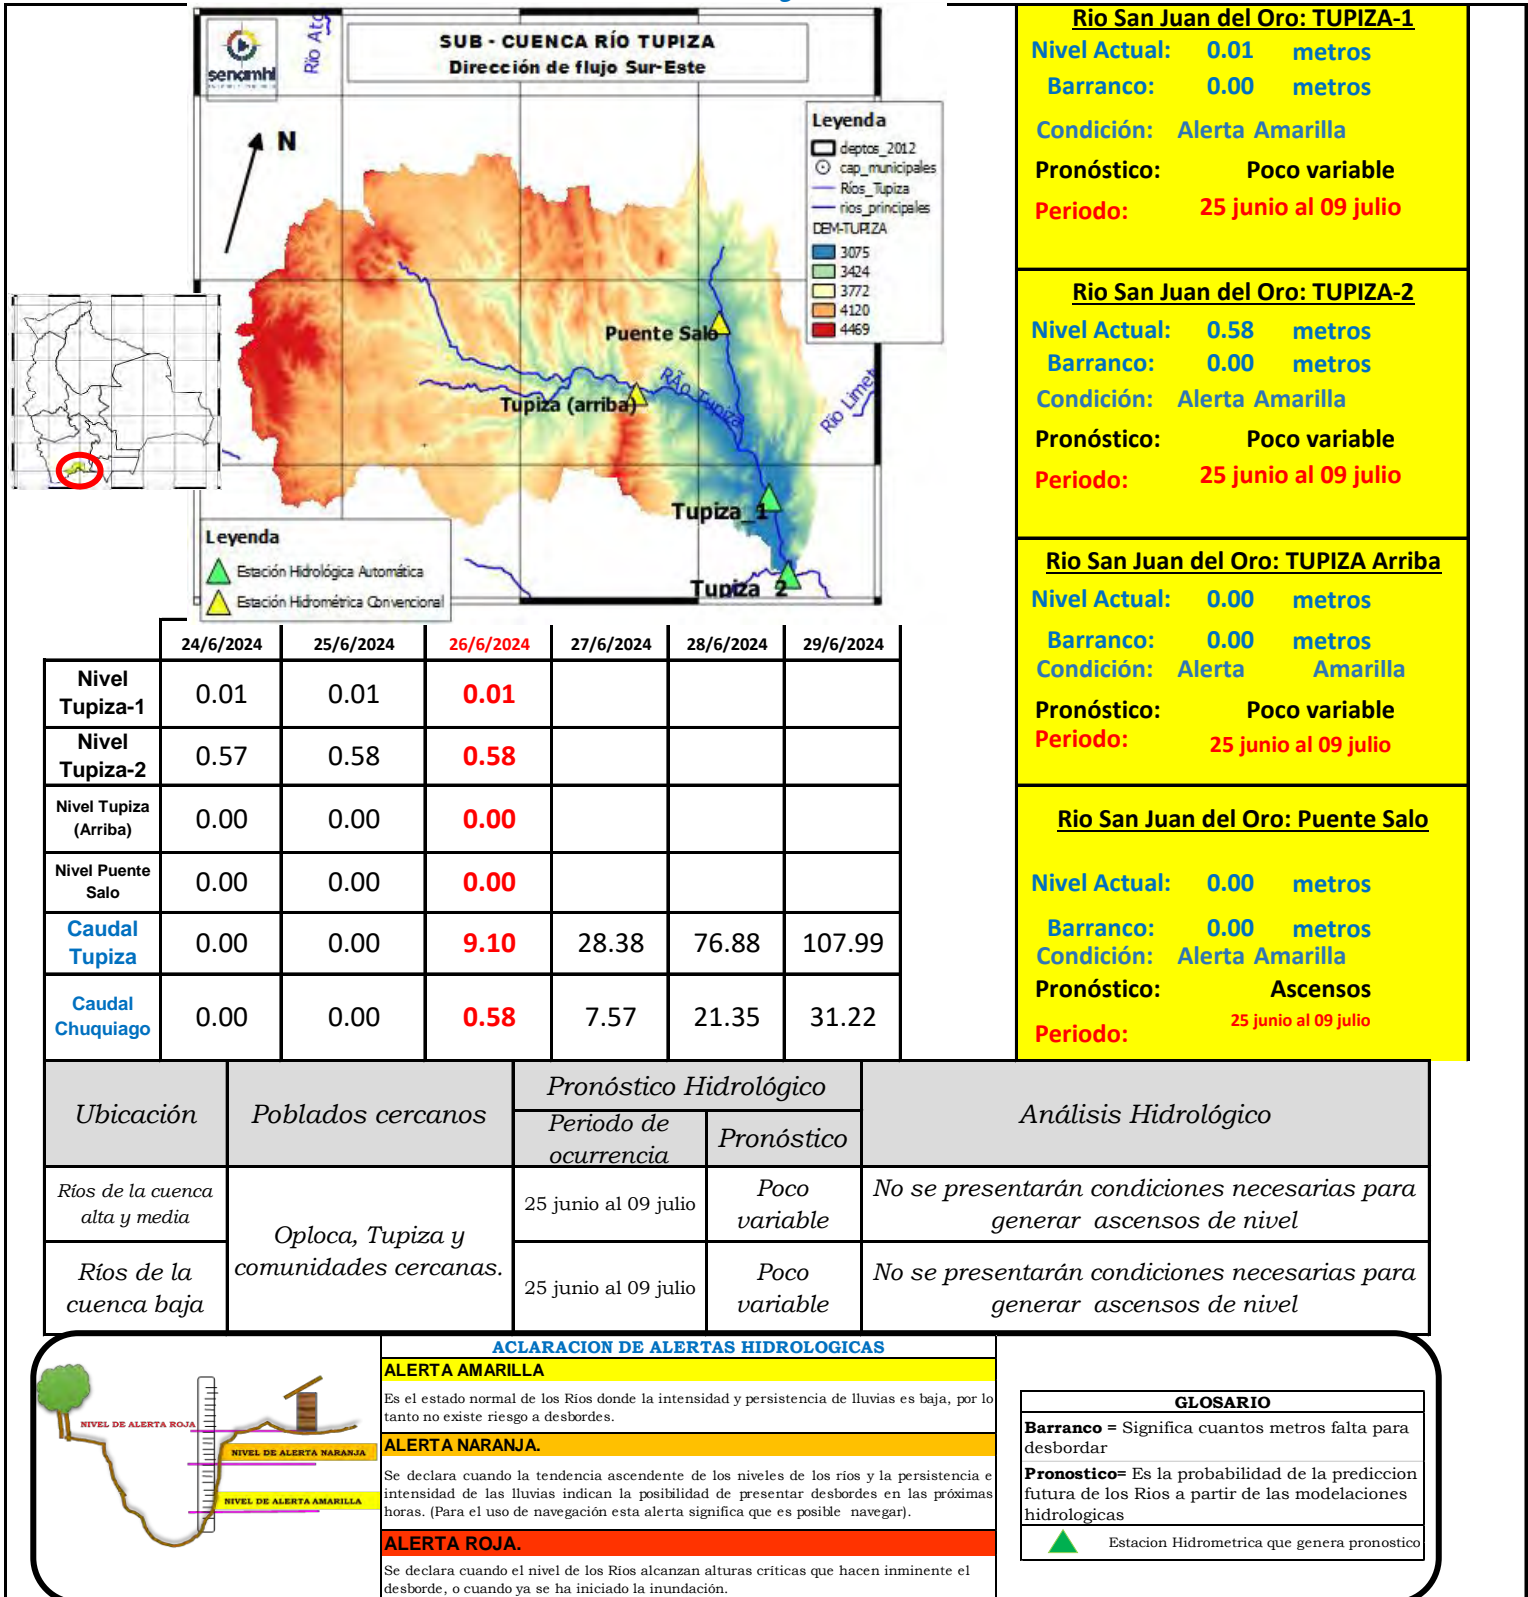 senamhi
Río Ato
SUB - CUENCA RÍO TUPIZA
Dirección de flujo Sur-Este
N
Leyenda
deptos_2012
cap_municipales
Ríos_Tupiza
rios_principales
DEM-TUPIZA
3075
3424
3772
4120
4469
Puente Salo
RÃo Tupiza
Tupiza (arriba)
Rio Limet
Tupiza_1
Tupiza_2
Leyenda
Estación Hidrológica Automática
Estación Hidrométrica Convencional
Rio San Juan del Oro: TUPIZA-1
Nivel Actual: 0.01 metros
Barranco: 0.00 metros
Condición: Alerta Amarilla
Pronóstico: Poco variable
Periodo: 25 junio al 09 julio
Rio San Juan del Oro: TUPIZA-2
Nivel Actual: 0.58 metros
Barranco: 0.00 metros
Condición: Alerta Amarilla
Pronóstico: Poco variable
Periodo: 25 junio al 09 julio
Rio San Juan del Oro: TUPIZA Arriba
Nivel Actual: 0.00 metros
Barranco: 0.00 metros
Condición: Alerta Amarilla
Pronóstico: Poco variable
Periodo: 25 junio al 09 julio
Rio San Juan del Oro: Puente Salo
Nivel Actual: 0.00 metros
Barranco: 0.00 metros
Condición: Alerta Amarilla
Pronóstico: Ascensos
Periodo: 25 junio al 09 julio
24/6/2024 25/6/2024 26/6/2024 27/6/2024 28/6/2024 29/6/2024
Nivel
Tupiza-1 0.01 0.01 0.01
Nivel
Tupiza-2 0.57 0.58 0.58
Nivel Tupiza
(Arriba) 0.00 0.00 0.00
Nivel Puente
Salo 0.00 0.00 0.00
Caudal
Tupiza 0.00 0.00 9.10 28.38 76.88 107.99
Caudal
Chuquiago 0.00 0.00 0.58 7.57 21.35 31.22
Ubicación
Poblados cercanos
Pronóstico Hidrológico
Periodo de
ocurrencia
Pronóstico
Análisis Hidrológico
Ríos de la cuenca
alta y media
Oploca, Tupiza y
comunidades cercanas.
25 junio al 09 julio
Poco
variable
No se presentarán condiciones necesarias para
generar ascensos de nivel
Ríos de la
cuenca baja
25 junio al 09 julio
Poco
variable
No se presentarán condiciones necesarias para
generar ascensos de nivel
NIVEL DE ALERTA ROJA
NIVEL DE ALERTA NARANJA
NIVEL DE ALERTA AMARILLA
ACLARACION DE ALERTAS HIDROLOGICAS
ALERTA AMARILLA
Es el estado normal de los Ríos donde la intensidad y persistencia de lluvias es baja, por lo
tanto no existe riesgo a desbordes.
ALERTA NARANJA.
Se declara cuando la tendencia ascendente de los niveles de los ríos y la persistencia e
intensidad de las lluvias indican la posibilidad de presentar desbordes en las próximas
horas. (Para el uso de navegación esta alerta significa que es posible navegar).
ALERTA ROJA.
Se declara cuando el nivel de los Ríos alcanzan alturas críticas que hacen inminente el
desborde, o cuando ya se ha iniciado la inundación.
GLOSARIO
Barranco = Significa cuantos metros falta para
desbordar
Pronostico= Es la probabilidad de la prediccion
futura de los Rios a partir de las modelaciones
hidrologicas
Estacion Hidrometrica que genera pronostico